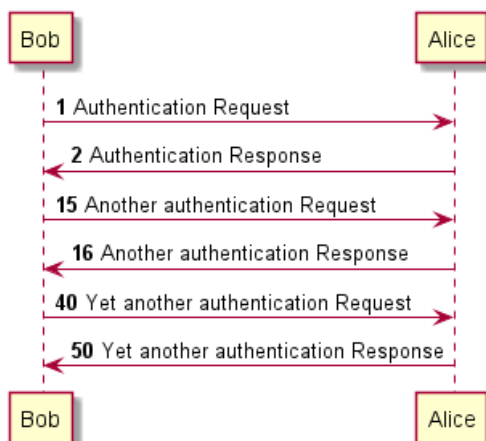 Bob Alice
1 Authentication Request
2 Authentication Response
15 Another authentication Request
16 Another authentication Response
40 Yet another authentication Request
50 Yet another authentication Response
Bob Alice